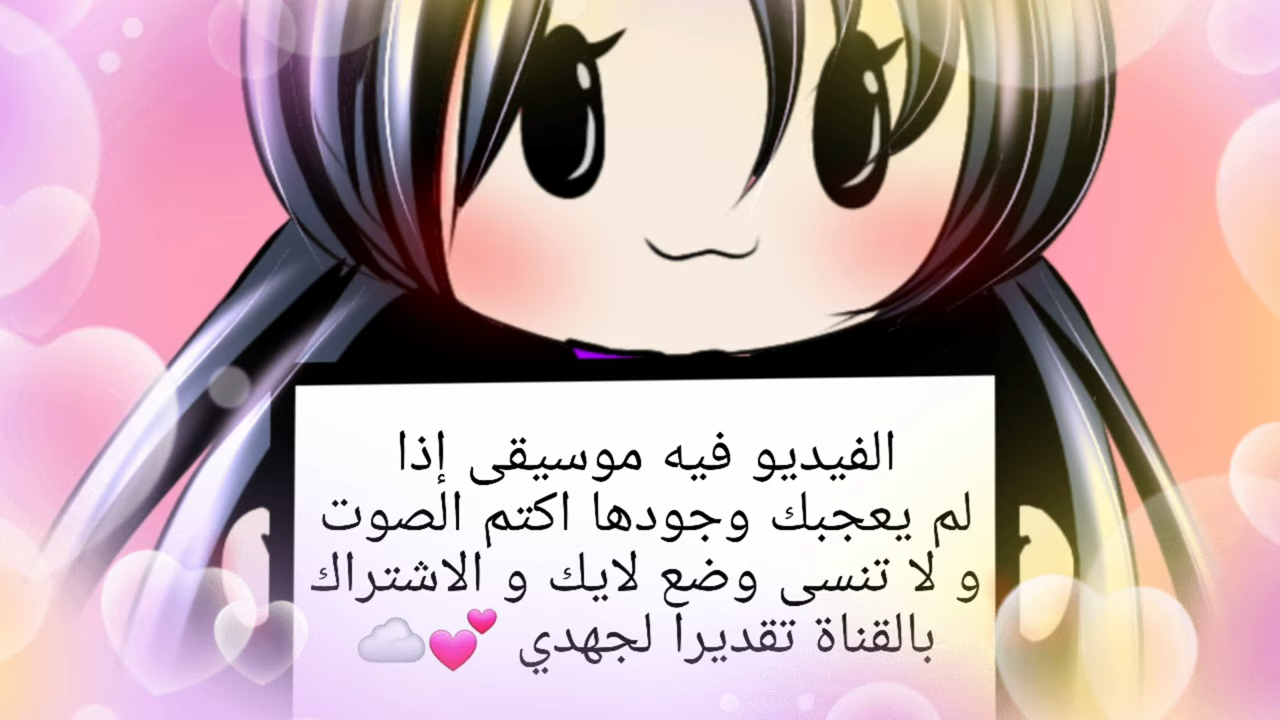 الفيديو فيه موسيقى إذا
لم يعجبك وجودها اكتم الصوت
و لا تنسى وضع لايك و الاشتراك
بالقناة تقديرا لجهدي 💕☁️